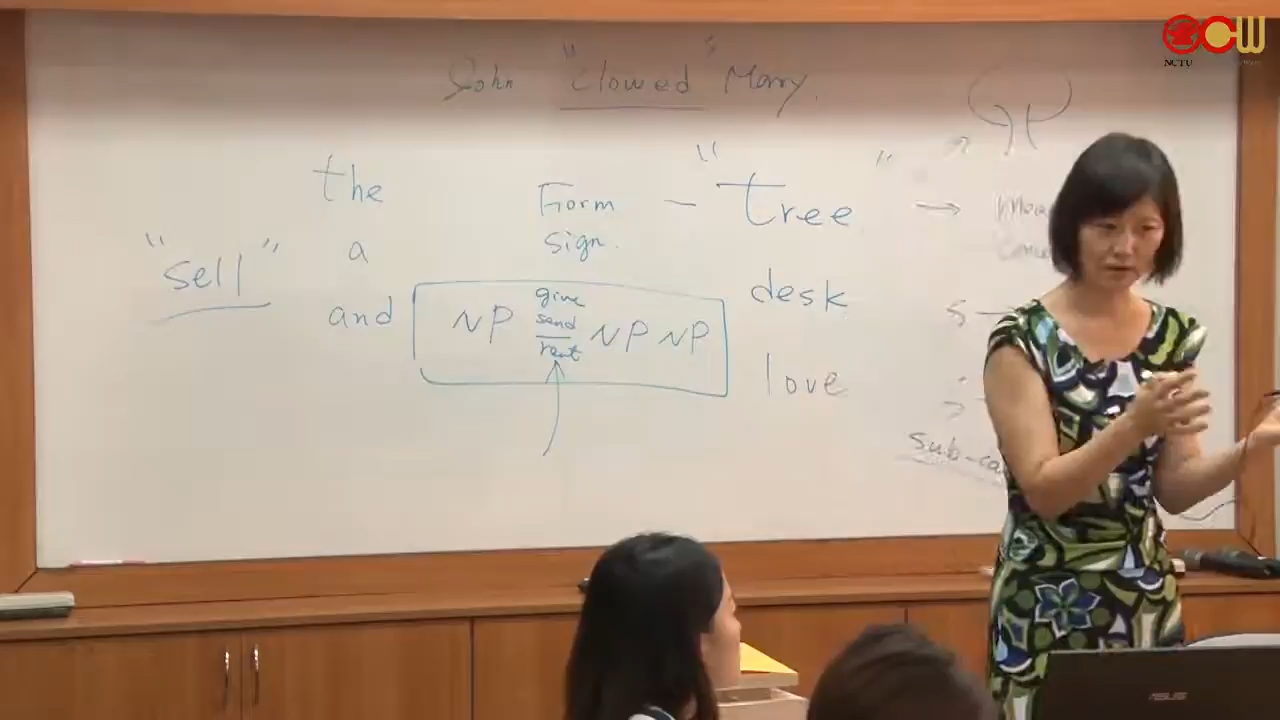 John "Clowed" Mary.
the
a
and
"sell"
Form — "Tree" →
sign.
NP give NP NP
send
rent
desk
love
s
sub-ca
NCTU
OCW
ASUS